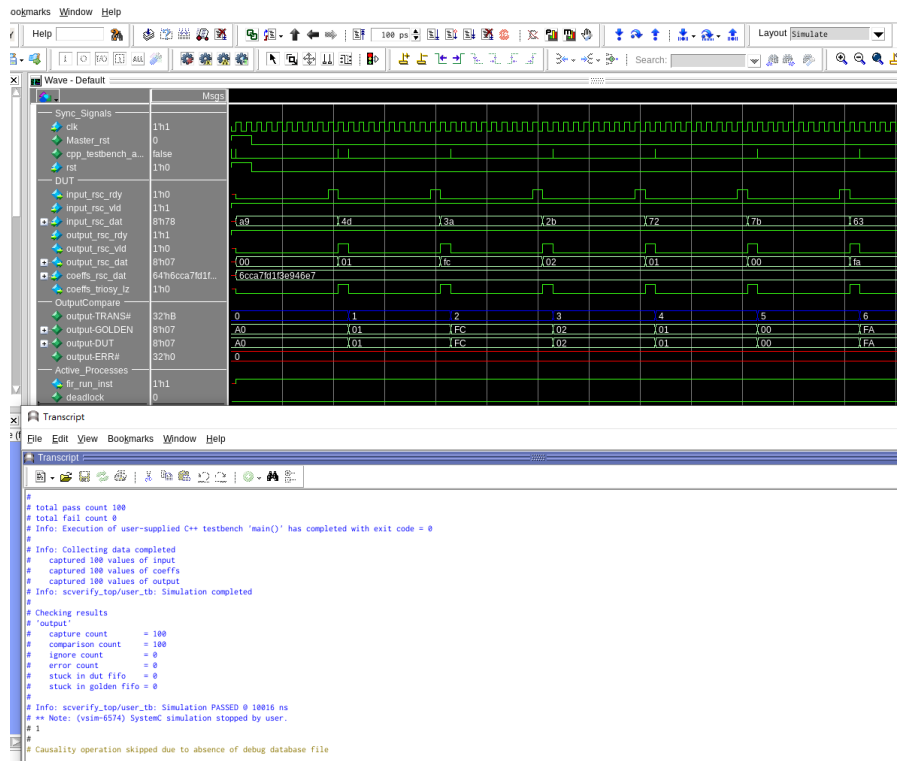 ookmarks Window Help
Help 100 ps Layout Simulate
ALL Search:
Wave - Default
Msgs
Sync_Signals
clk 1'h1
Master_rst 0
cpp_testbench_a... false
rst 1'h0
DUT
input_rsc_rdy 1'h0
input_rsc_vld 1'h1
input_rsc_dat 8'h78 a9 4d 3a 2b 72 7b 63
output_rsc_rdy 1'h1
output_rsc_vld 1'h0
output_rsc_dat 8'h07 00 01 fc 02 01 00 fa
coeffs_rsc_dat 64'h6cca7fd1f... 6cca7fd1f3e946e7
coeffs_triosy_lz 1'h0
OutputCompare
output-TRANS# 32'hB 0 1 2 3 4 5 6
output-GOLDEN 8'h07 A0 01 FC 02 01 00 FA
output-DUT 8'h07 A0 01 FC 02 01 00 FA
output-ERR# 32'h0 0
Active_Processes
fir_run_inst 1'h1
deadlock 0
Transcript
File Edit View Bookmarks Window Help
Transcript
#
# total pass count 100
# total fail count 0
# Info: Execution of user-supplied C++ testbench 'main()' has completed with exit code = 0
#
# Info: Collecting data completed
# captured 100 values of input
# captured 100 values of coeffs
# captured 100 values of output
# Info: scverify_top/user_tb: Simulation completed
#
# Checking results
# 'output'
# capture count = 100
# comparison count = 100
# ignore count = 0
# error count = 0
# stuck in dut fifo = 0
# stuck in golden fifo = 0
#
# Info: scverify_top/user_tb: Simulation PASSED @ 10016 ns
# ** Note: (vsim-6574) SystemC simulation stopped by user.
# 1
#
# Causality operation skipped due to absence of debug database file